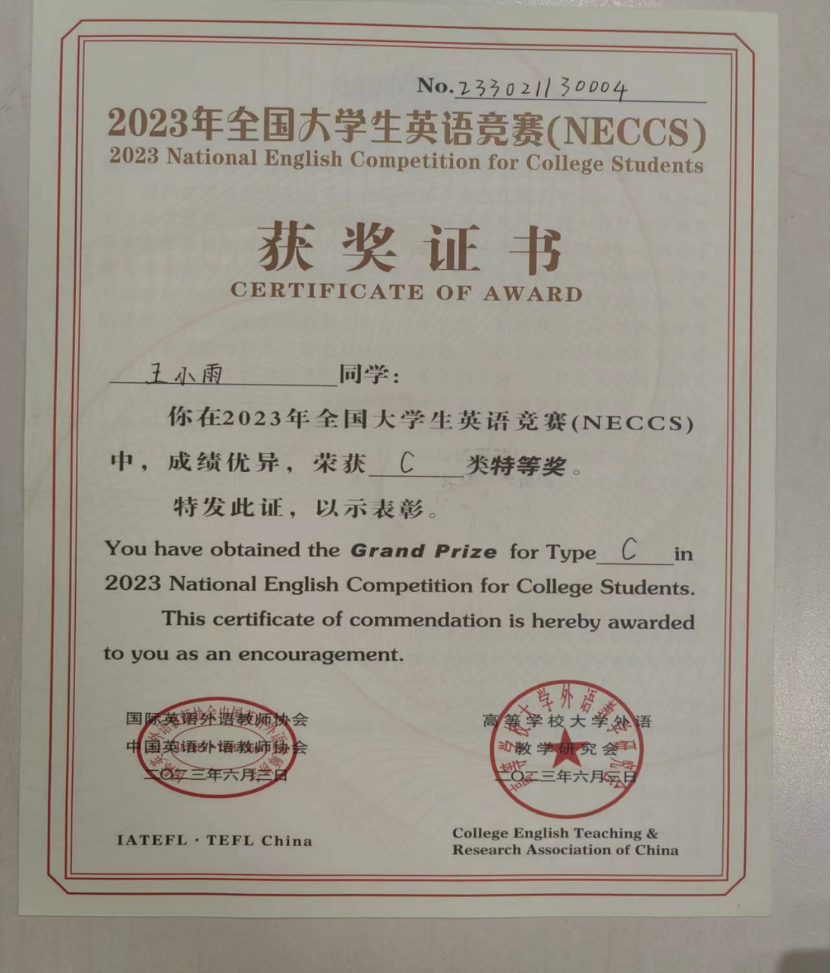 No.233021130004
2023年全国大学生英语竞赛(NECCS)
2023 National English Competition for College Students
获奖证书
CERTIFICATE OF AWARD
王小雨同学：
你在2023年全国大学生英语竞赛(NECCS)
中，成绩优异，荣获 C 类特等奖。
特发此证，以示表彰。
You have obtained the Grand Prize for Type C in
2023 National English Competition for College Students.
This certificate of commendation is hereby awarded
to you as an encouragement.
国际英语外语教师协会
中国英语外语教师协会
二〇二三年六月三日
IATEFL · TEFL China
高等学校大学外语
教学研究会
二〇二三年六月三日
College English Teaching &
Research Association of China